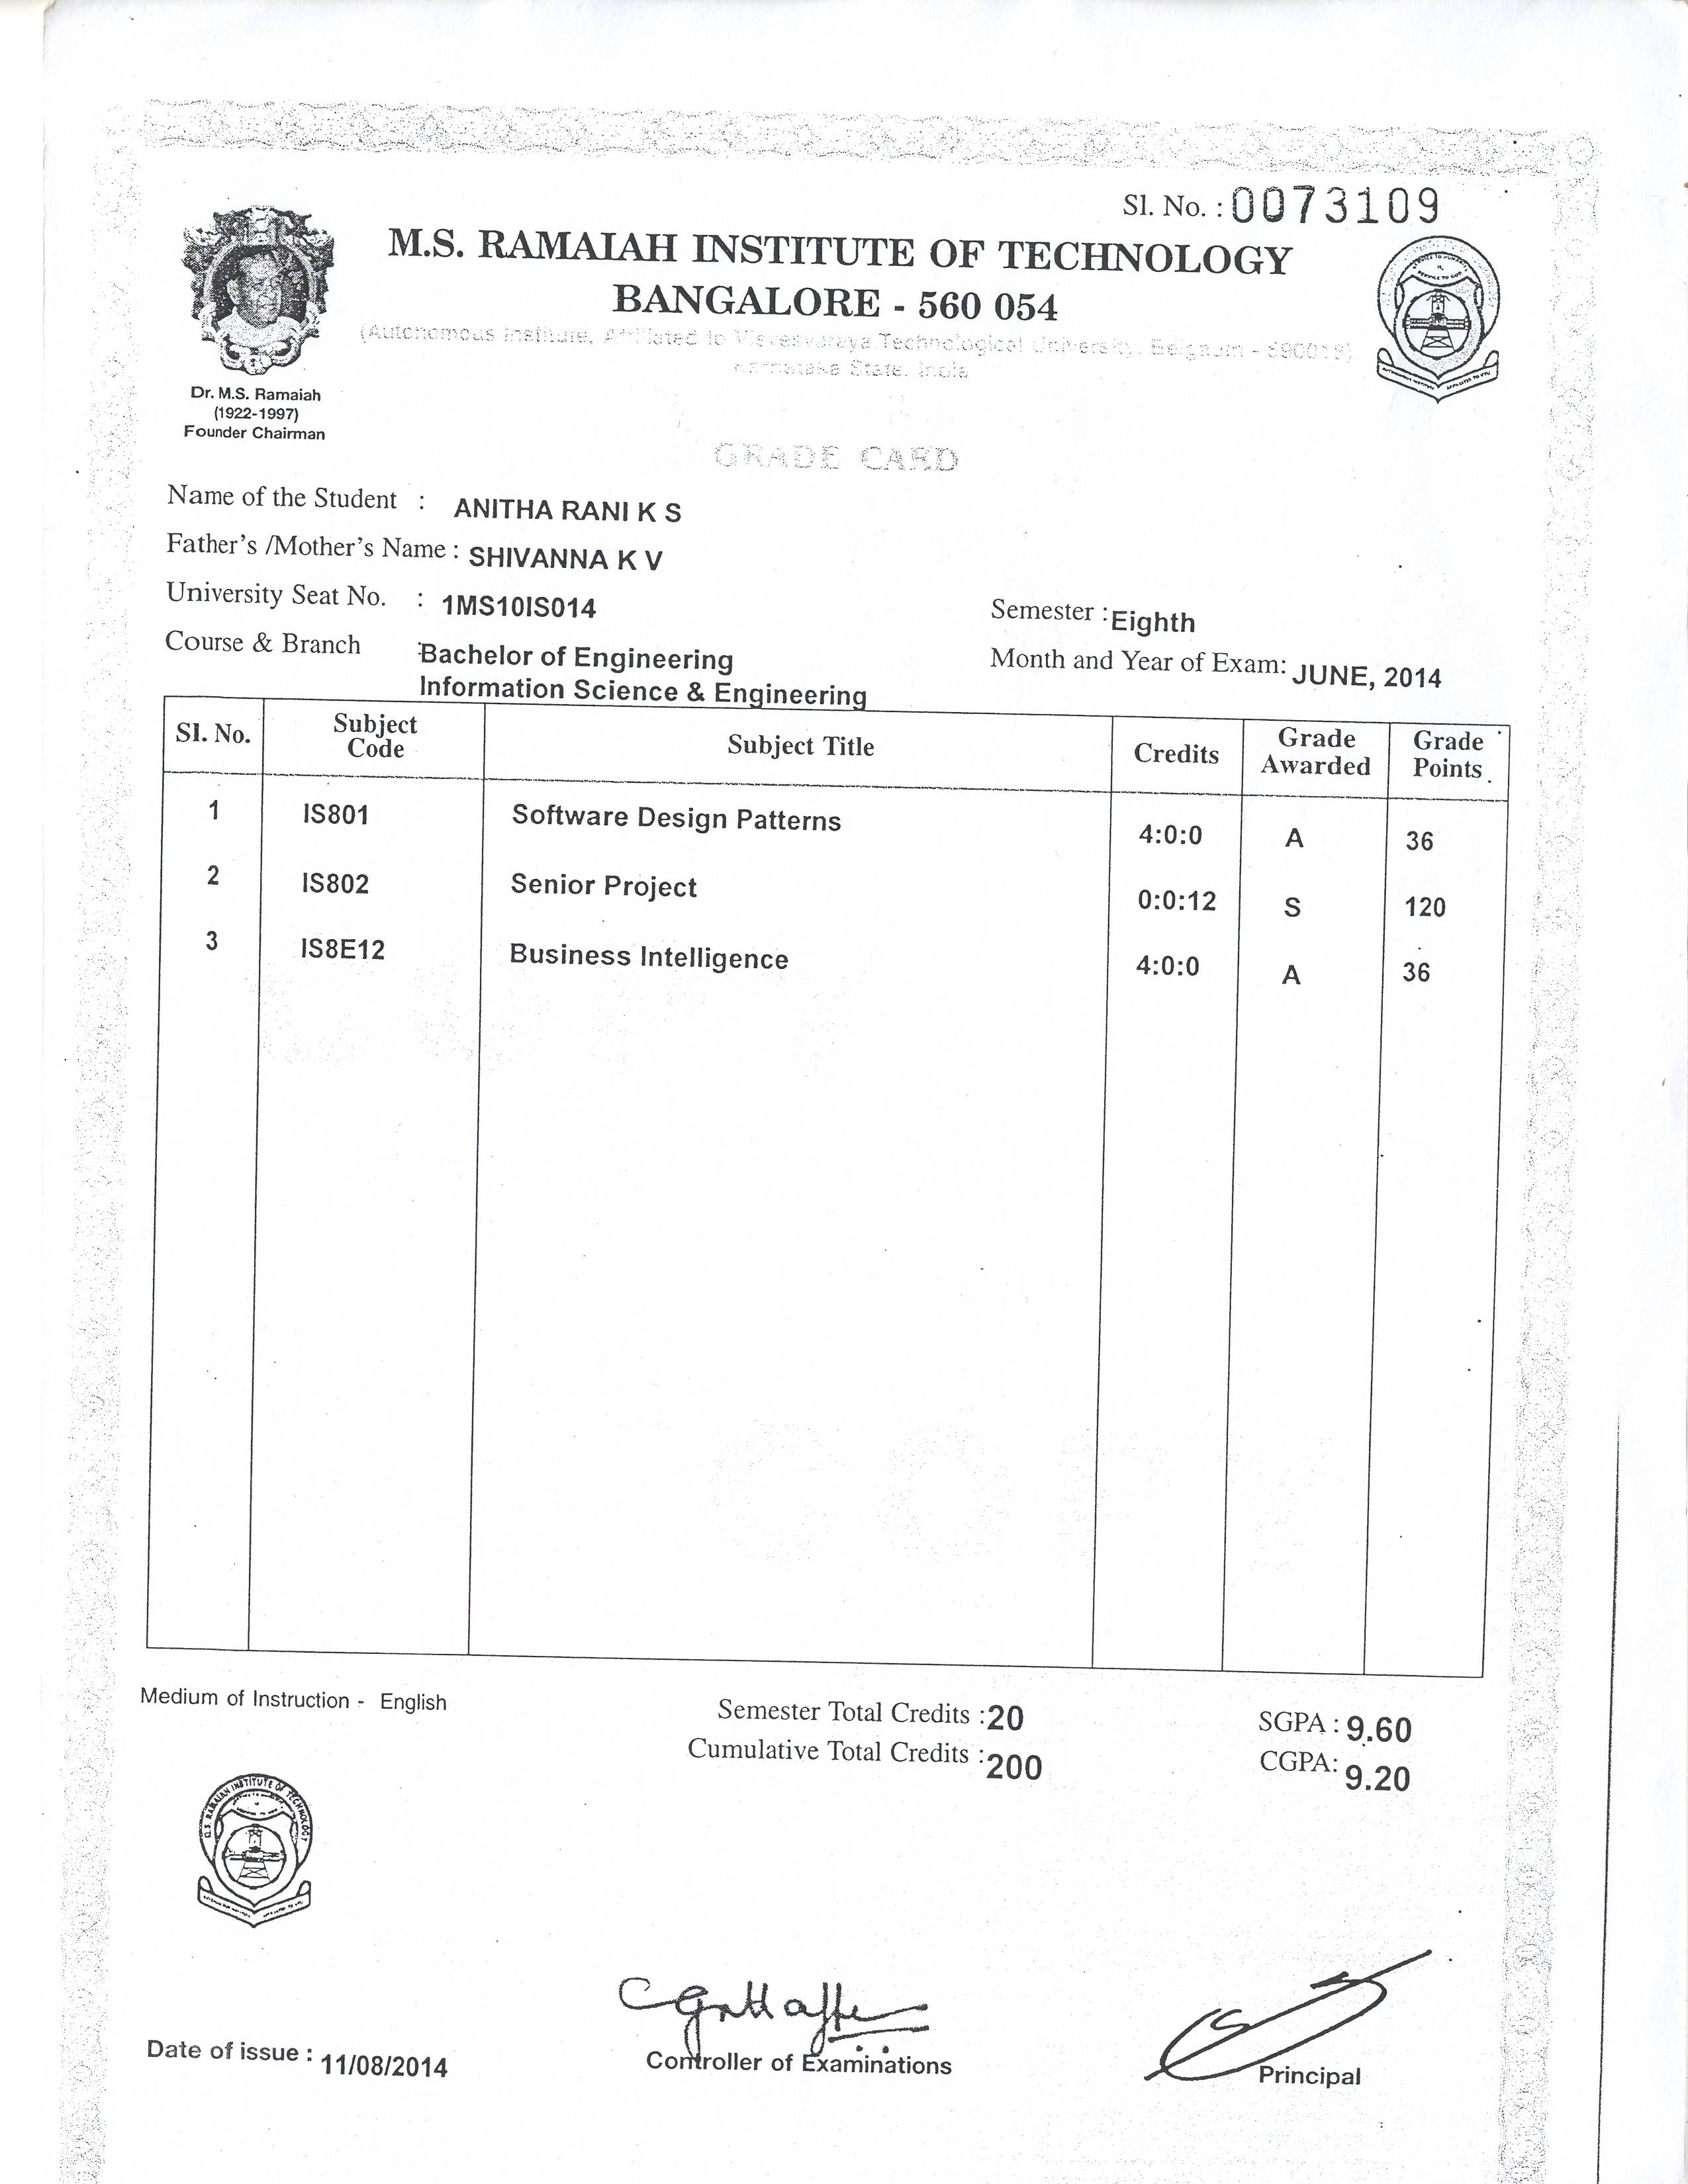 Sl. No. : 0073109
M.S. RAMAIAH INSTITUTE OF TECHNOLOGY
BANGALORE - 560 054
(Autonomous Institute, Affiliated to Visvesvaraya Technological University, Belgaum - 590018)
Karnataka State, India
Dr. M.S. Ramaiah
(1922-1997)
Founder Chairman
GRADE CARD
Name of the Student : ANITHA RANI K S
Father's /Mother's Name : SHIVANNA K V
University Seat No. : 1MS10IS014
Semester : Eighth
Course & Branch : Bachelor of Engineering
Information Science & Engineering
Month and Year of Exam: JUNE, 2014
Sl. No. Subject Code Subject Title Credits Grade Awarded Grade Points
1 IS801 Software Design Patterns 4:0:0 A 36
2 IS802 Senior Project 0:0:12 S 120
3 IS8E12 Business Intelligence 4:0:0 A 36
Medium of Instruction - English
Semester Total Credits : 20
SGPA : 9.60
Cumulative Total Credits : 200
CGPA: 9.20
M.S. RAMAIAH INSTITUTE OF TECHNOLOGY
Date of issue : 11/08/2014
Controller of Examinations
Principal